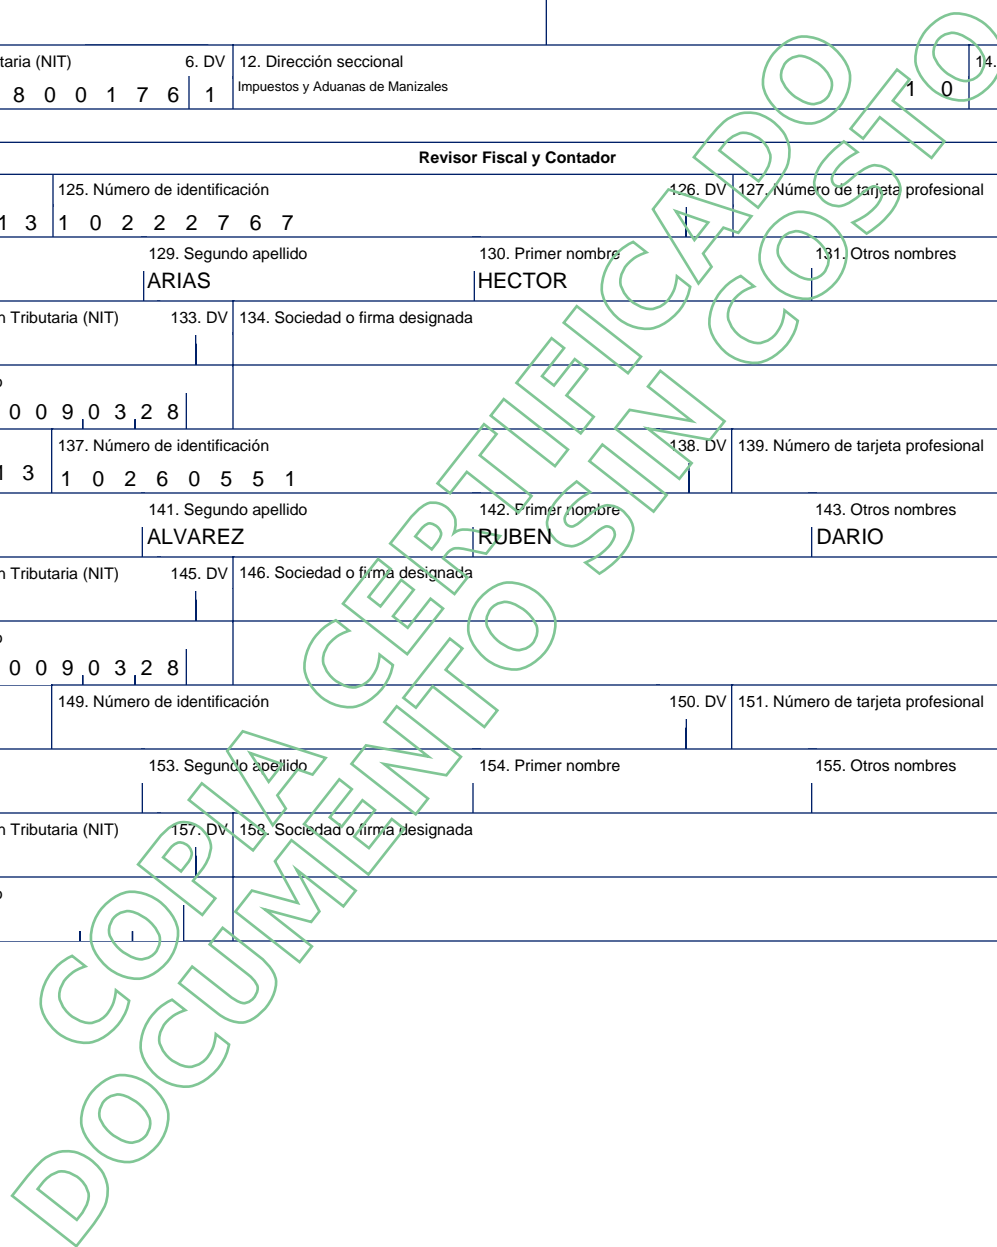 taria (NIT) 6. DV 12. Dirección seccional 14.
8 0 0 1 7 6 1 Impuestos y Aduanas de Manizales 1 0
Revisor Fiscal y Contador
125. Número de identificación 126. DV 127. Número de tarjeta profesional
1 3 1 0 2 2 2 7 6 7
129. Segundo apellido 130. Primer nombre 131. Otros nombres
ARIAS HECTOR
n Tributaria (NIT) 133. DV 134. Sociedad o firma designada
o
0 0 9 0 3 2 8
137. Número de identificación 138. DV 139. Número de tarjeta profesional
1 3 1 0 2 6 0 5 5 1
141. Segundo apellido 142. Primer nombre 143. Otros nombres
ALVAREZ RUBEN DARIO
n Tributaria (NIT) 145. DV 146. Sociedad o firma designada
o
0 0 9 0 3 2 8
149. Número de identificación 150. DV 151. Número de tarjeta profesional
153. Segundo apellido 154. Primer nombre 155. Otros nombres
n Tributaria (NIT) 157. DV 158. Sociedad o firma designada
o
COPIA CERTIFICADO
DOCUMENTO SIN COSTO